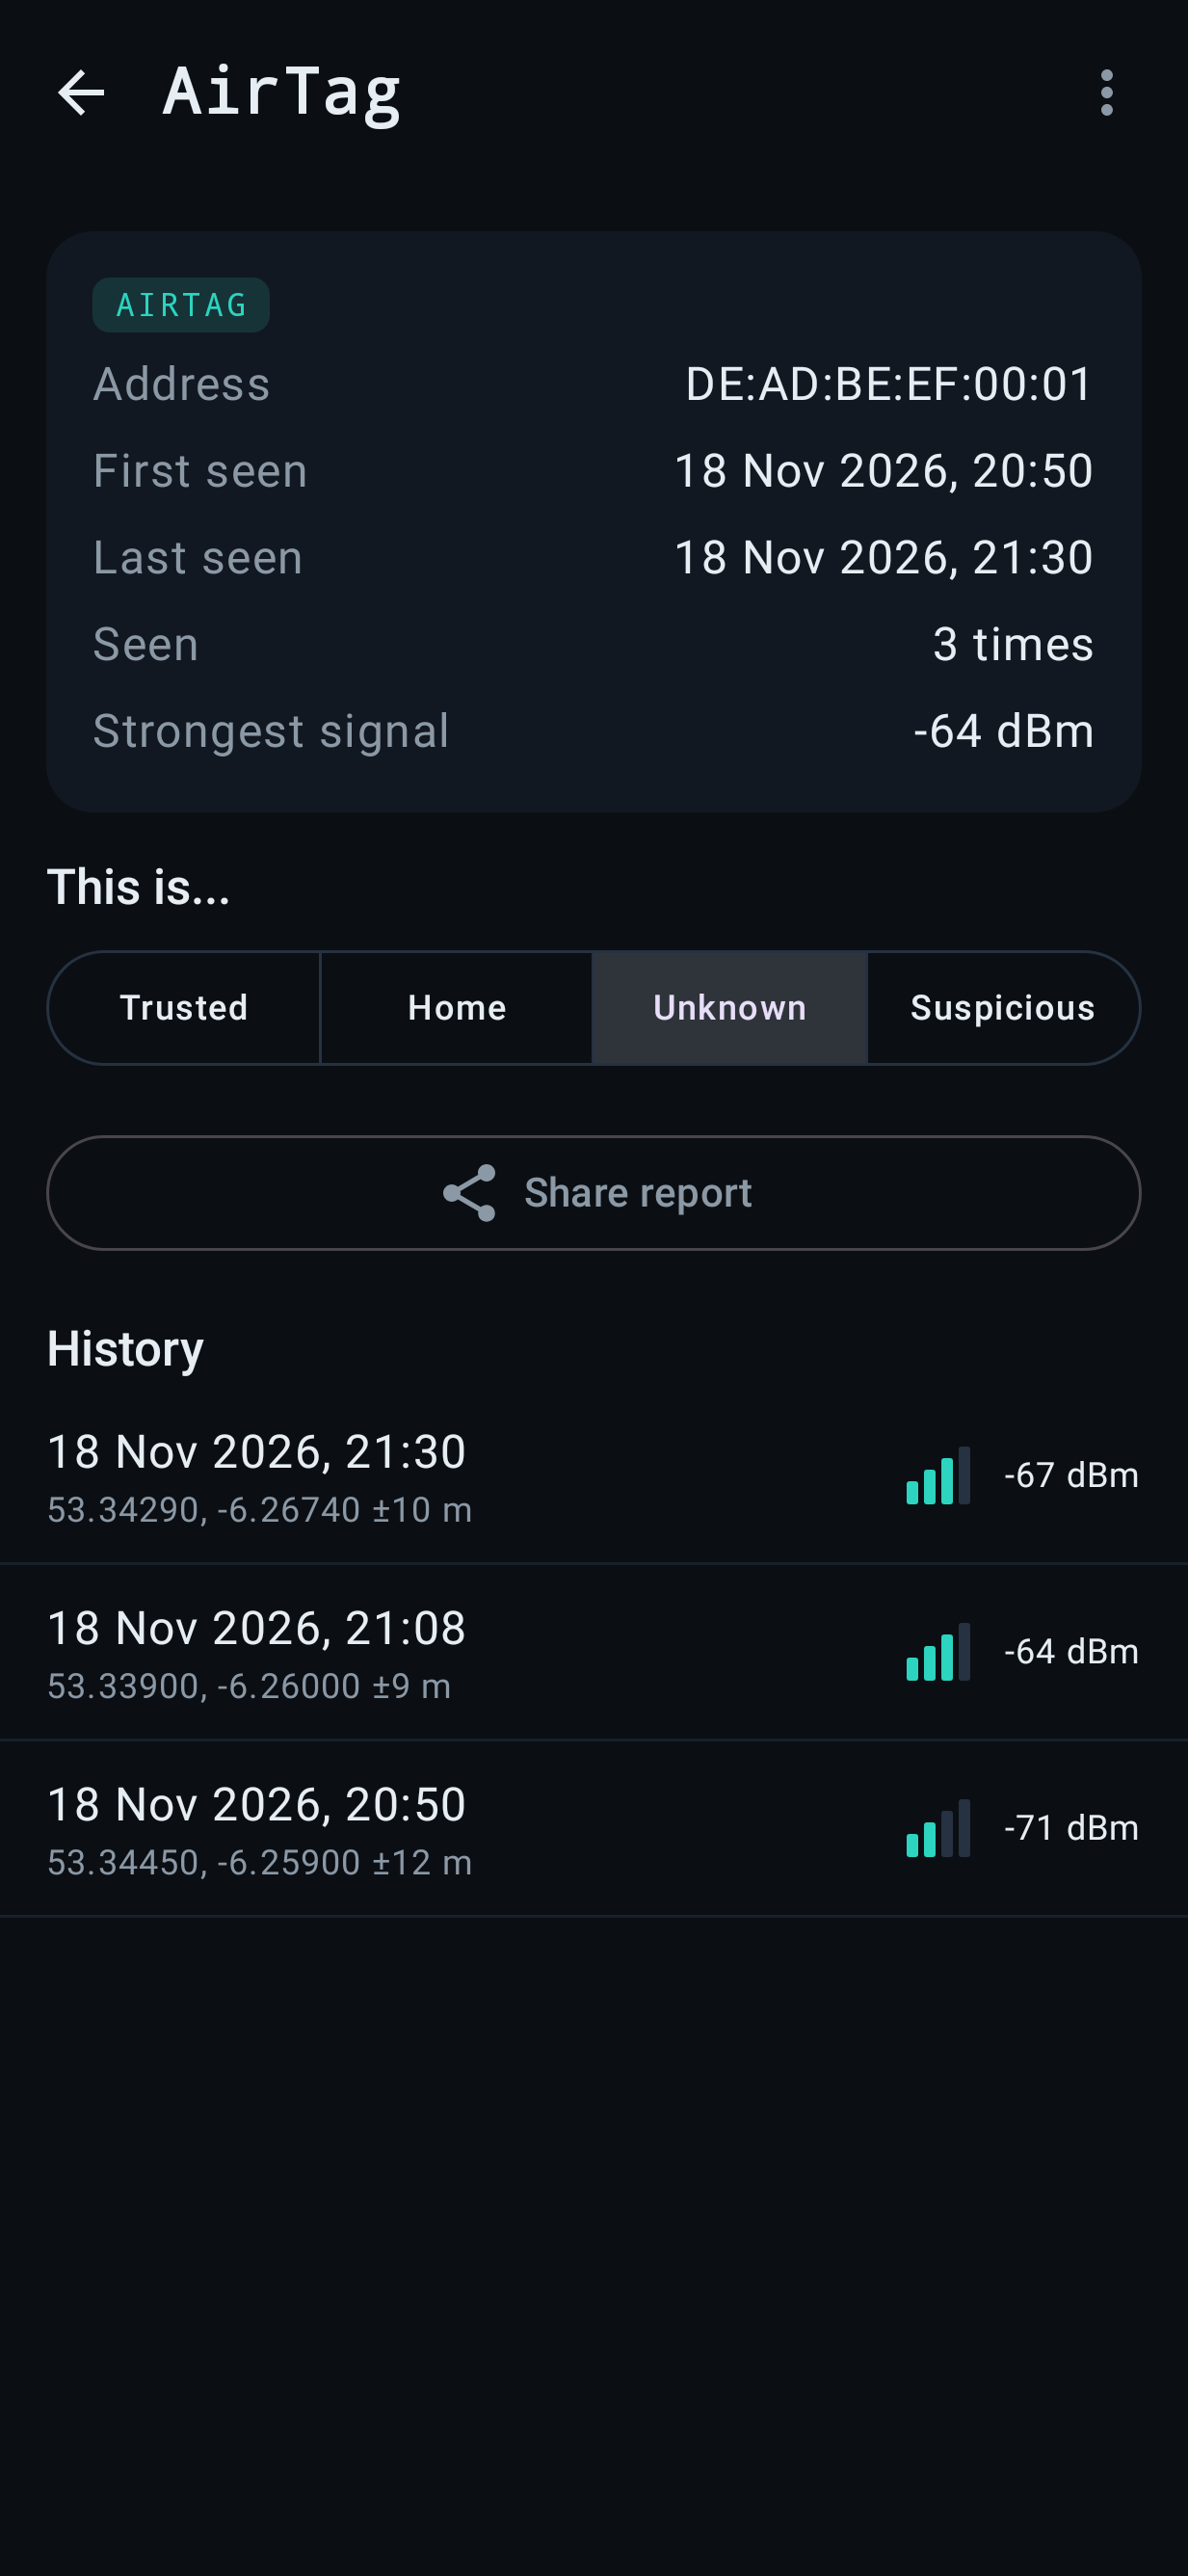 AirTag
AIRTAG
Address DE:AD:BE:EF:00:01
First seen 18 Nov 2026, 20:50
Last seen 18 Nov 2026, 21:30
Seen 3 times
Strongest signal -64 dBm
This is...
Trusted Home Unknown Suspicious
Share report
History
18 Nov 2026, 21:30
53.34290, -6.26740 ±10 m
-67 dBm
18 Nov 2026, 21:08
53.33900, -6.26000 ±9 m
-64 dBm
18 Nov 2026, 20:50
53.34450, -6.25900 ±12 m
-71 dBm